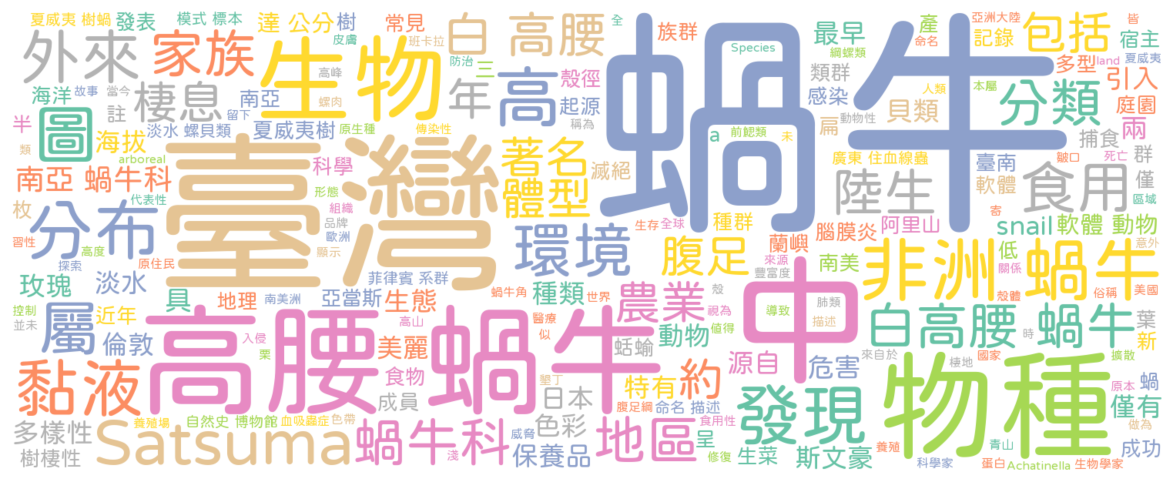 夏威夷 樹蝸
發表
模式 標本
達 公分
樹
常見
白 高腰
族群
全
Species
最早
包括
亞洲大陸
皆
宿主
外來
家族
生物
皮膚
班卡拉
防治
三
高
殼徑
蝸牛
鋼螺類
命名
記錄
產
多型
land
夏威夷
海洋
故事
當今
棲息
南亞
高峰
螺肉
年
起源
類群
感染
貝類
本屬
人類
分類
引入
庭園
半
圖
註
淡水 螺貝類
留下
夏威夷樹
原生種
傳染性
稱為
a
前鰓類
未
扁
動物性
捕食
兩
類
海拔
arboreal
臺灣
科學
著名
滅絕
廣東 住血線蟲
臺南
皺口
死亡
群
南亞 蝸牛科
代表性
形態
體型
陸生
軟體
食用
僅
區域
枚
分布
組織
品牌
歐洲
種群
腦膜炎
阿里山
寄
snail
軟體 動物
習性
高度
原住民
顯示
環境
生存
全球
蘭嶼
低
意外
探索
菲律賓 系群
腹足
來源
豐富度
南美
非洲 蝸牛
關係
玫瑰
淡水
具
地理
南美洲
亞當斯
生態
蝸牛角
種類
世界
農業
殼
視為
中
肺類
殼體
俗稱
美國
控制
並未
屬
近年
入侵
高腰 蝸牛
高山
醫療
似
動物
值得
導致
描述
白高腰 蝸牛
時
葉
新
倫敦
栗
美麗
蛞蝓
源自
危害
來自於
棲地
國家
擴散
黏液
食物
墾丁
成員
日本
特有
約
發現
物種
原本
蝸
養殖場
自然史 博物館
血吸蟲症
色帶
色彩
腹足綱
命名 描述
僅有
多樣性
Satsuma
蝸牛科
威脅
地區
食用性
呈
做為
樹棲性
淺
保養品
修復
生菜
斯文豪
養殖
科學家
青山
蛋白
Achatinella
生物學家
成功